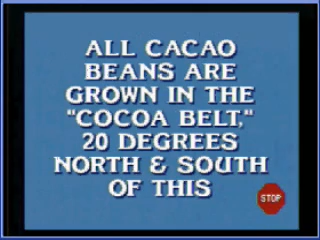 ALL CACAO
BEANS ARE
GROWN IN THE
"COCOA BELT,"
20 DEGREES
NORTH & SOUTH
OF THIS
STOP